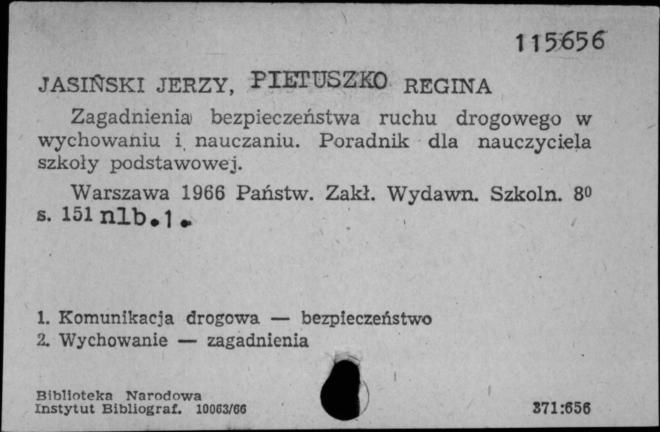 115656
JASIŃSKI JERZY, PIETUSZKO REGINA
Zagadnienia bezpieczeństwa ruchu drogowego w
wychowaniu i nauczaniu. Poradnik dla nauczyciela
szkoły podstawowej.
Warszawa 1966 Państw. Zakł. Wydawn. Szkoln. 8⁰
s. 151 nlb.1.
1. Komunikacja drogowa — bezpieczeństwo
2. Wychowanie — zagadnienia
Biblioteka Narodowa
Instytut Bibliograf. 10063/66
371:656